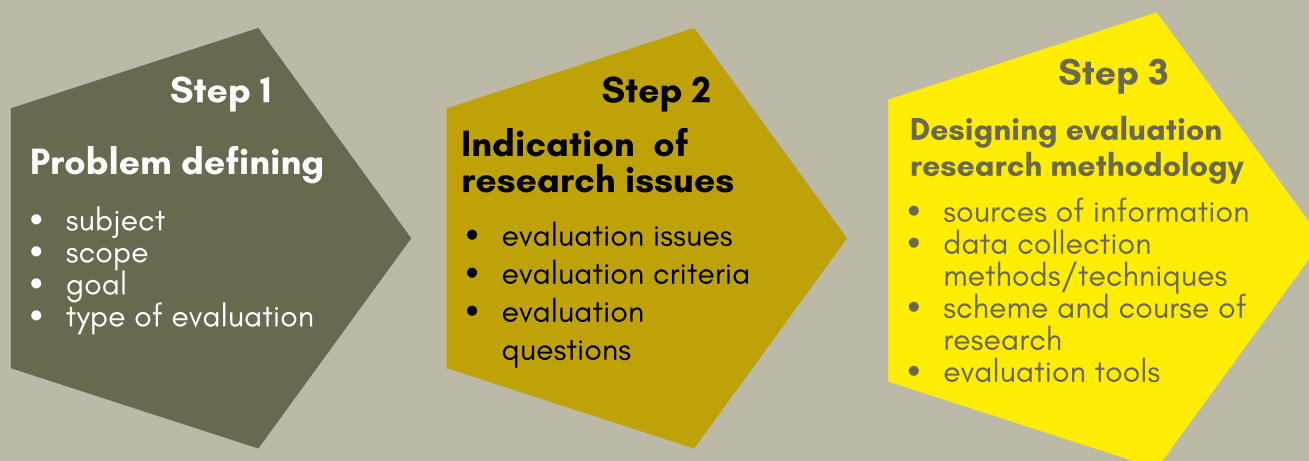 Step 1
Problem defining
• subject
• scope
• goal
• type of evaluation
Step 2
Indication of
research issues
• evaluation issues
• evaluation criteria
• evaluation
questions
Step 3
Designing evaluation
research methodology
• sources of information
• data collection
methods/techniques
• scheme and course of
research
• evaluation tools